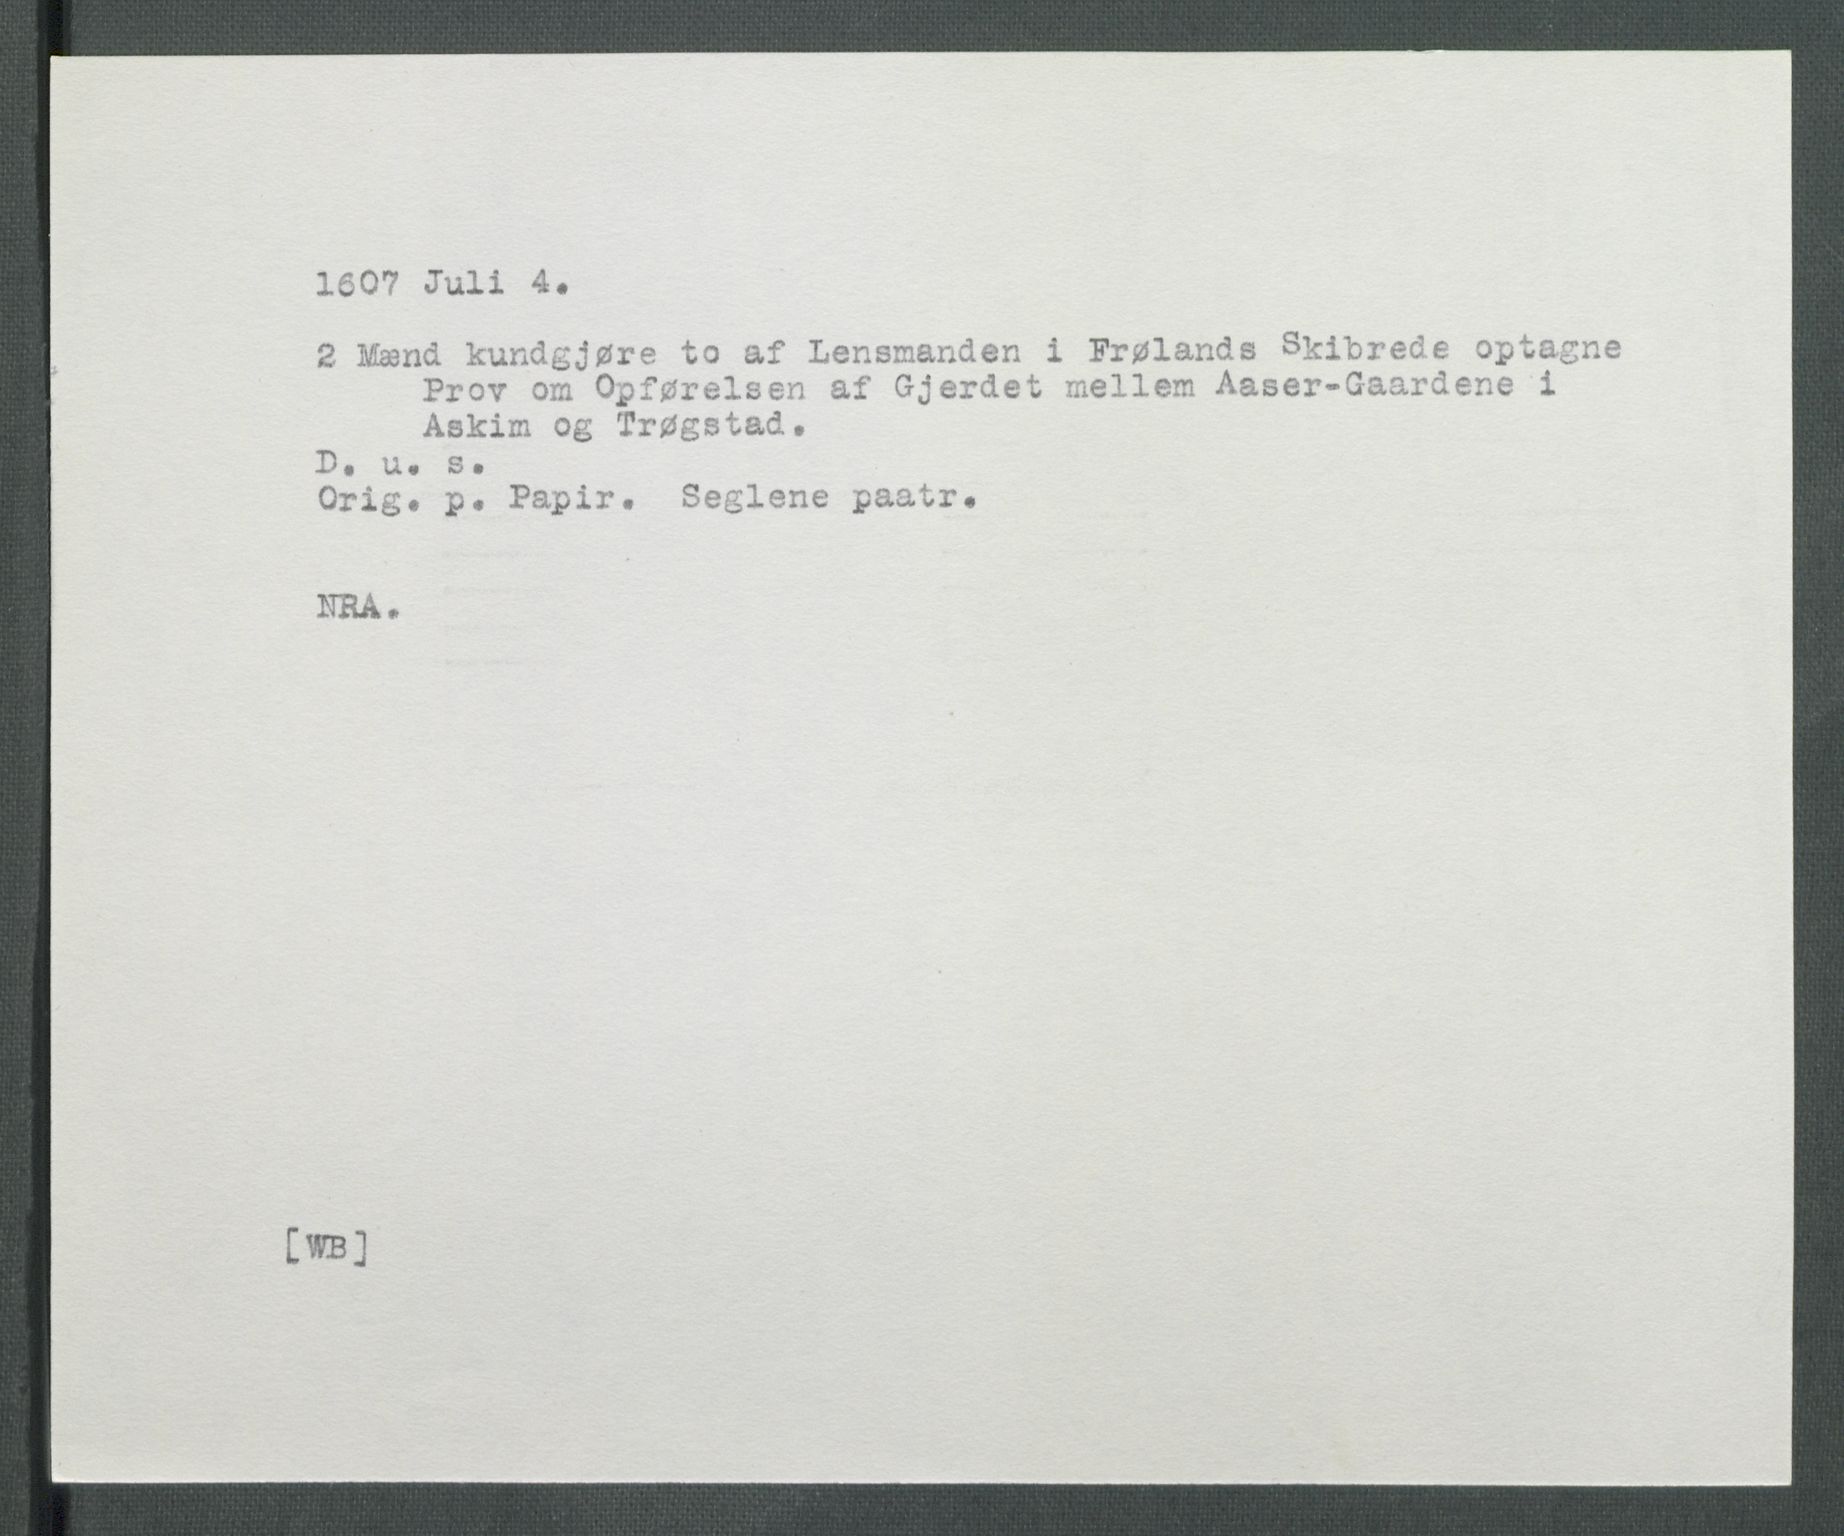 1607 Juli 4.
2 Mænd kundgjøre to af Lensmanden i Frølands Skibrede optagne
Prov om Opførelsen af Gjerdet mellem Aaser-Gaardene i
Askim og Trøgstad.
D. u. s.
Orig. p. Papir. Seglene paatr.
NRA.
[WB]